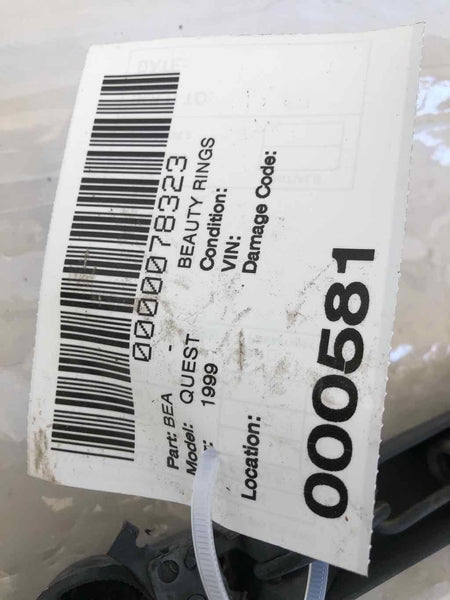 0000078323
Part: BEA - BEAUTY RINGS
Model: QUEST Condition:
1999 VIN:
Damage Code:
Location:
000581